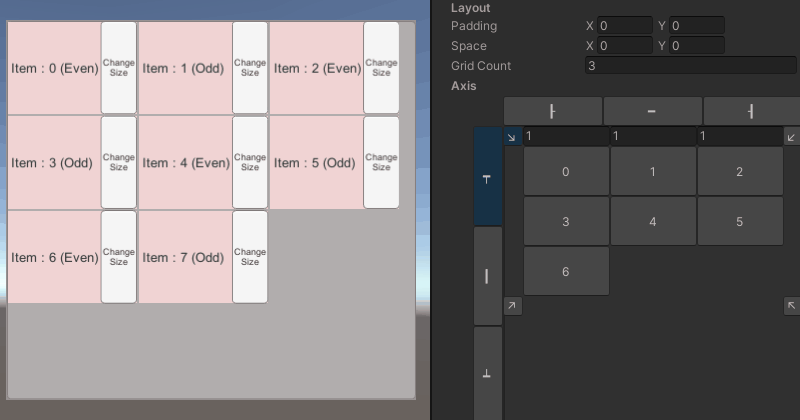 Item : 0 (Even)
Change
Size
Item : 1 (Odd)
Change
Size
Item : 2 (Even)
Change
Size
Item : 3 (Odd)
Change
Size
Item : 4 (Even)
Change
Size
Item : 5 (Odd)
Change
Size
Item : 6 (Even)
Change
Size
Item : 7 (Odd)
Change
Size
Layout
Padding X 0 Y 0
Space X 0 Y 0
Grid Count 3
Axis
1 1 1
0 1 2
3 4 5
6